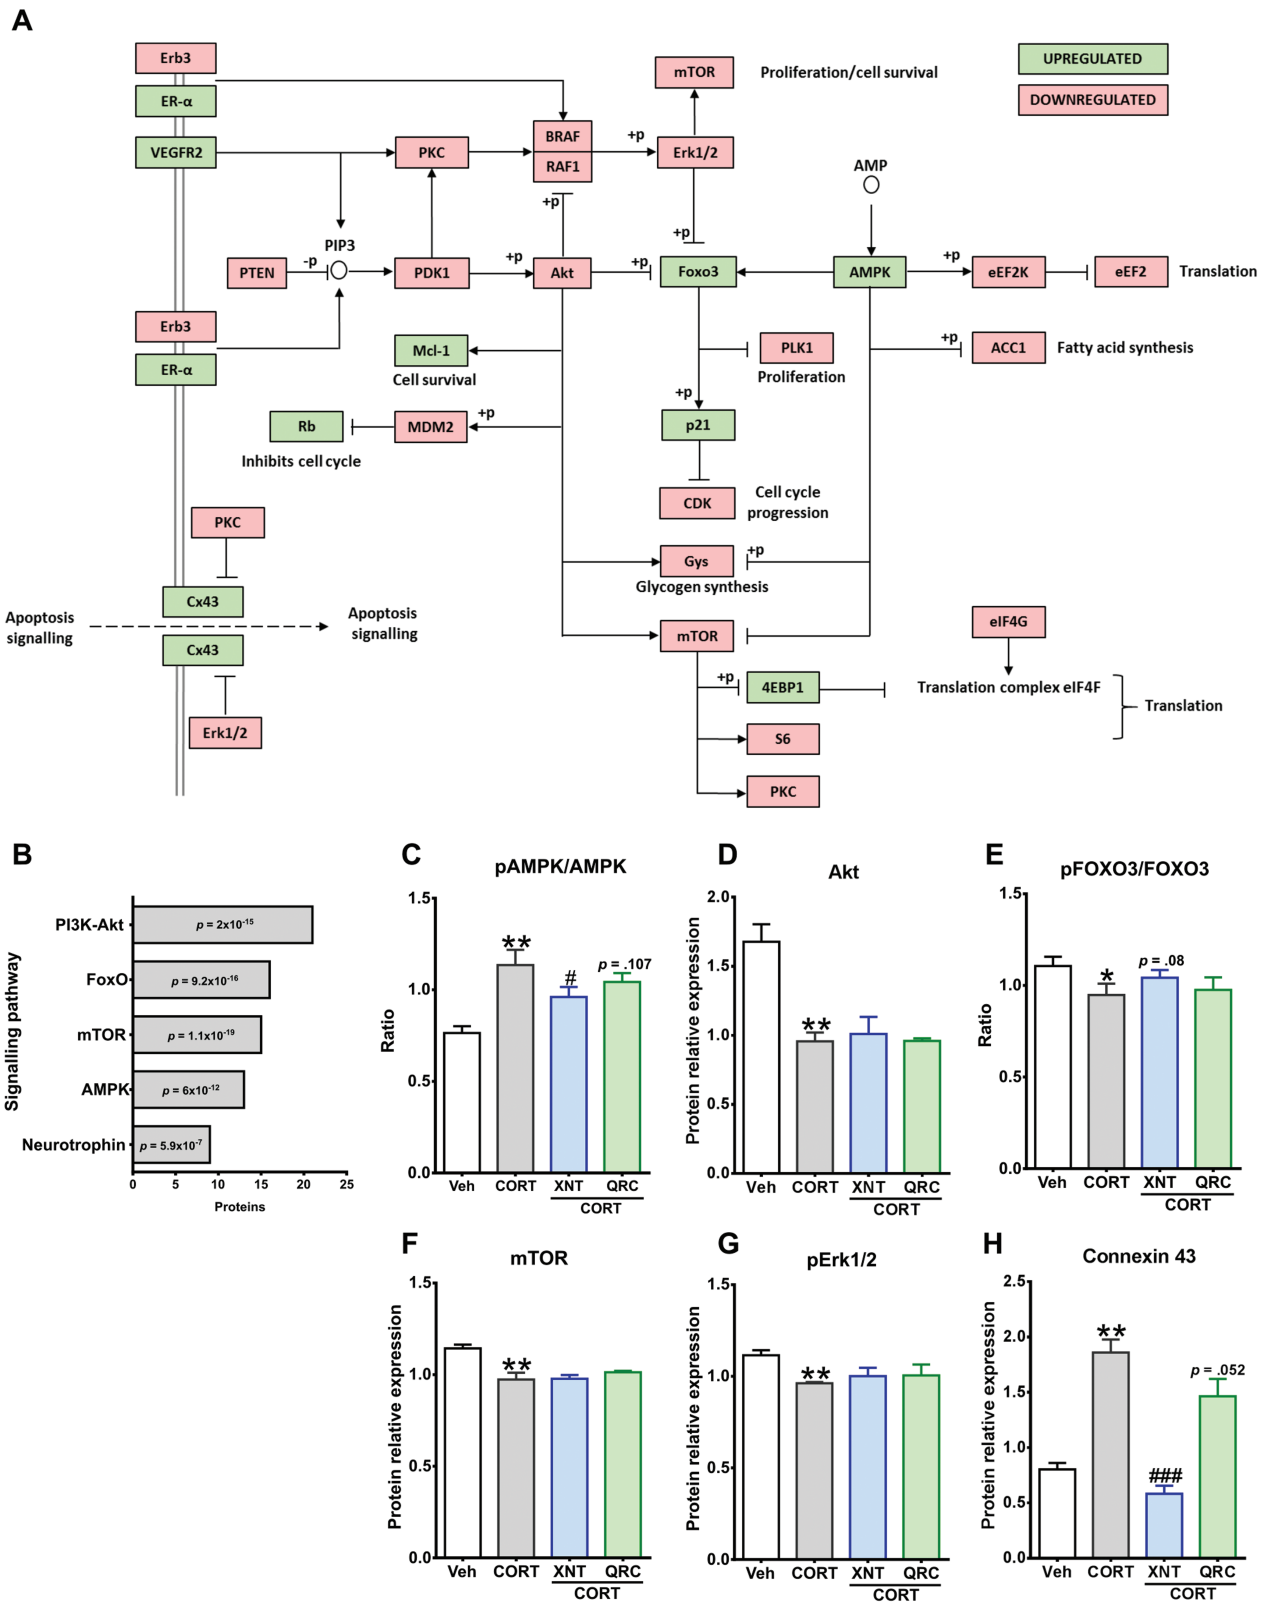 A
Erb3
ER-α
VEGFR2
PKC
BRAF
RAF1
+p
mTOR
Proliferation/cell survival
Erk1/2
UPREGULATED
DOWNREGULATED
AMP
+p
+p
PIP3
PTEN
-p
PDK1
+p
Akt
+p
Foxo3
AMPK
+p
eEF2K
eEF2
Translation
Erb3
ER-α
Mcl-1
Cell survival
PLK1
Proliferation
+p
ACC1
Fatty acid synthesis
Rb
MDM2
+p
Inhibits cell cycle
+p
p21
CDK
Cell cycle
progression
PKC
Gys
+p
Glycogen synthesis
Cx43
Apoptosis
signalling
Apoptosis
signalling
Cx43
Erk1/2
mTOR
eIF4G
+p
4EBP1
Translation complex eIF4F
Translation
S6
PKC
B
Signalling pathway
PI3K-Akt
p = 2x10-15
FoxO
p = 9.2x10-16
mTOR
p = 1.1x10-19
AMPK
p = 6x10-12
Neurotrophin
p = 5.9x10-7
0 5 10 15 20 25
Proteins
C
pAMPK/AMPK
Ratio
1.5
1.0
0.5
0.0
**
#
p = .107
Veh CORT XNT QRC
CORT
D
Akt
Protein relative expression
2.0
1.5
1.0
0.5
0.0
**
Veh CORT XNT QRC
CORT
E
pFOXO3/FOXO3
Ratio
1.5
1.0
0.5
0.0
*
p = .08
Veh CORT XNT QRC
CORT
F
mTOR
Protein relative expression
1.5
1.0
0.5
0.0
**
Veh CORT XNT QRC
CORT
G
pErk1/2
Protein relative expression
1.5
1.0
0.5
0.0
**
Veh CORT XNT QRC
CORT
H
Connexin 43
Protein relative expression
2.5
2.0
1.5
1.0
0.5
0.0
**
###
p = .052
Veh CORT XNT QRC
CORT